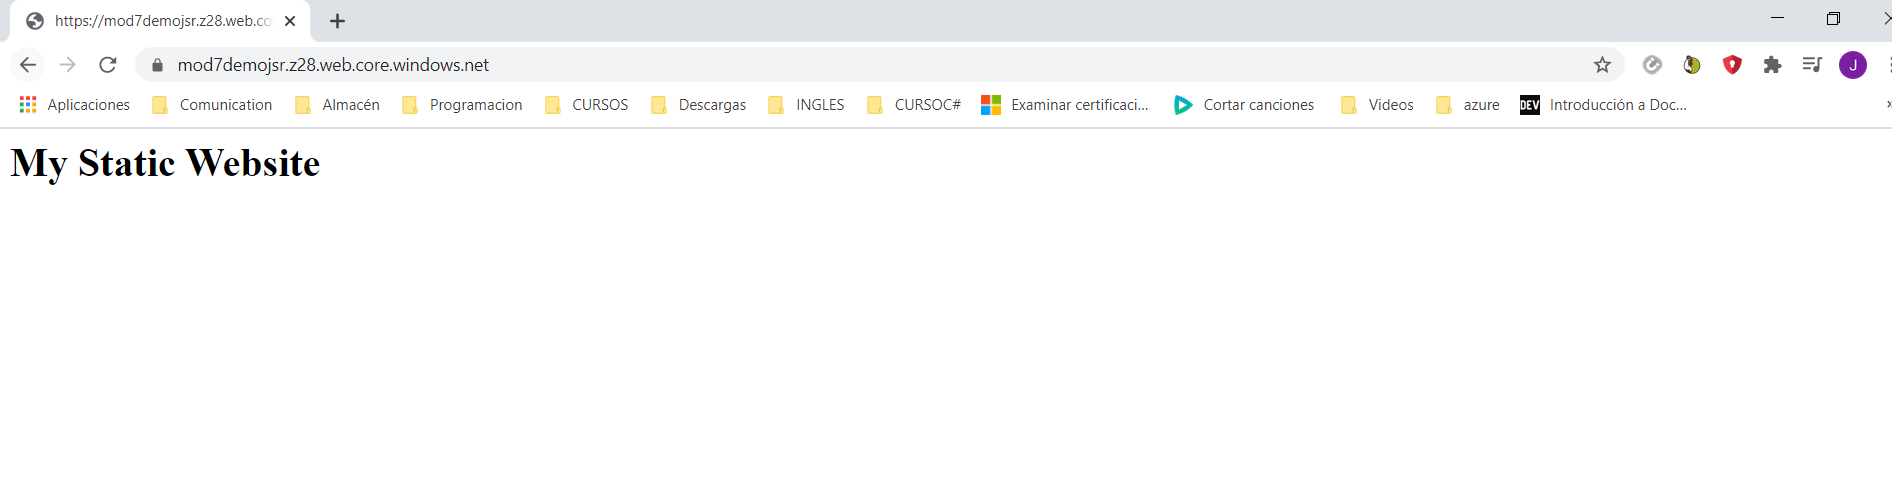 https://mod7demojsr.z28.web.co
mod7demojsr.z28.web.core.windows.net
J
Aplicaciones Comunication Almacén Programacion CURSOS Descargas INGLES CURSOC# Examinar certificaci... Cortar canciones Videos azure DEV Introducción a Doc... »
My Static Website